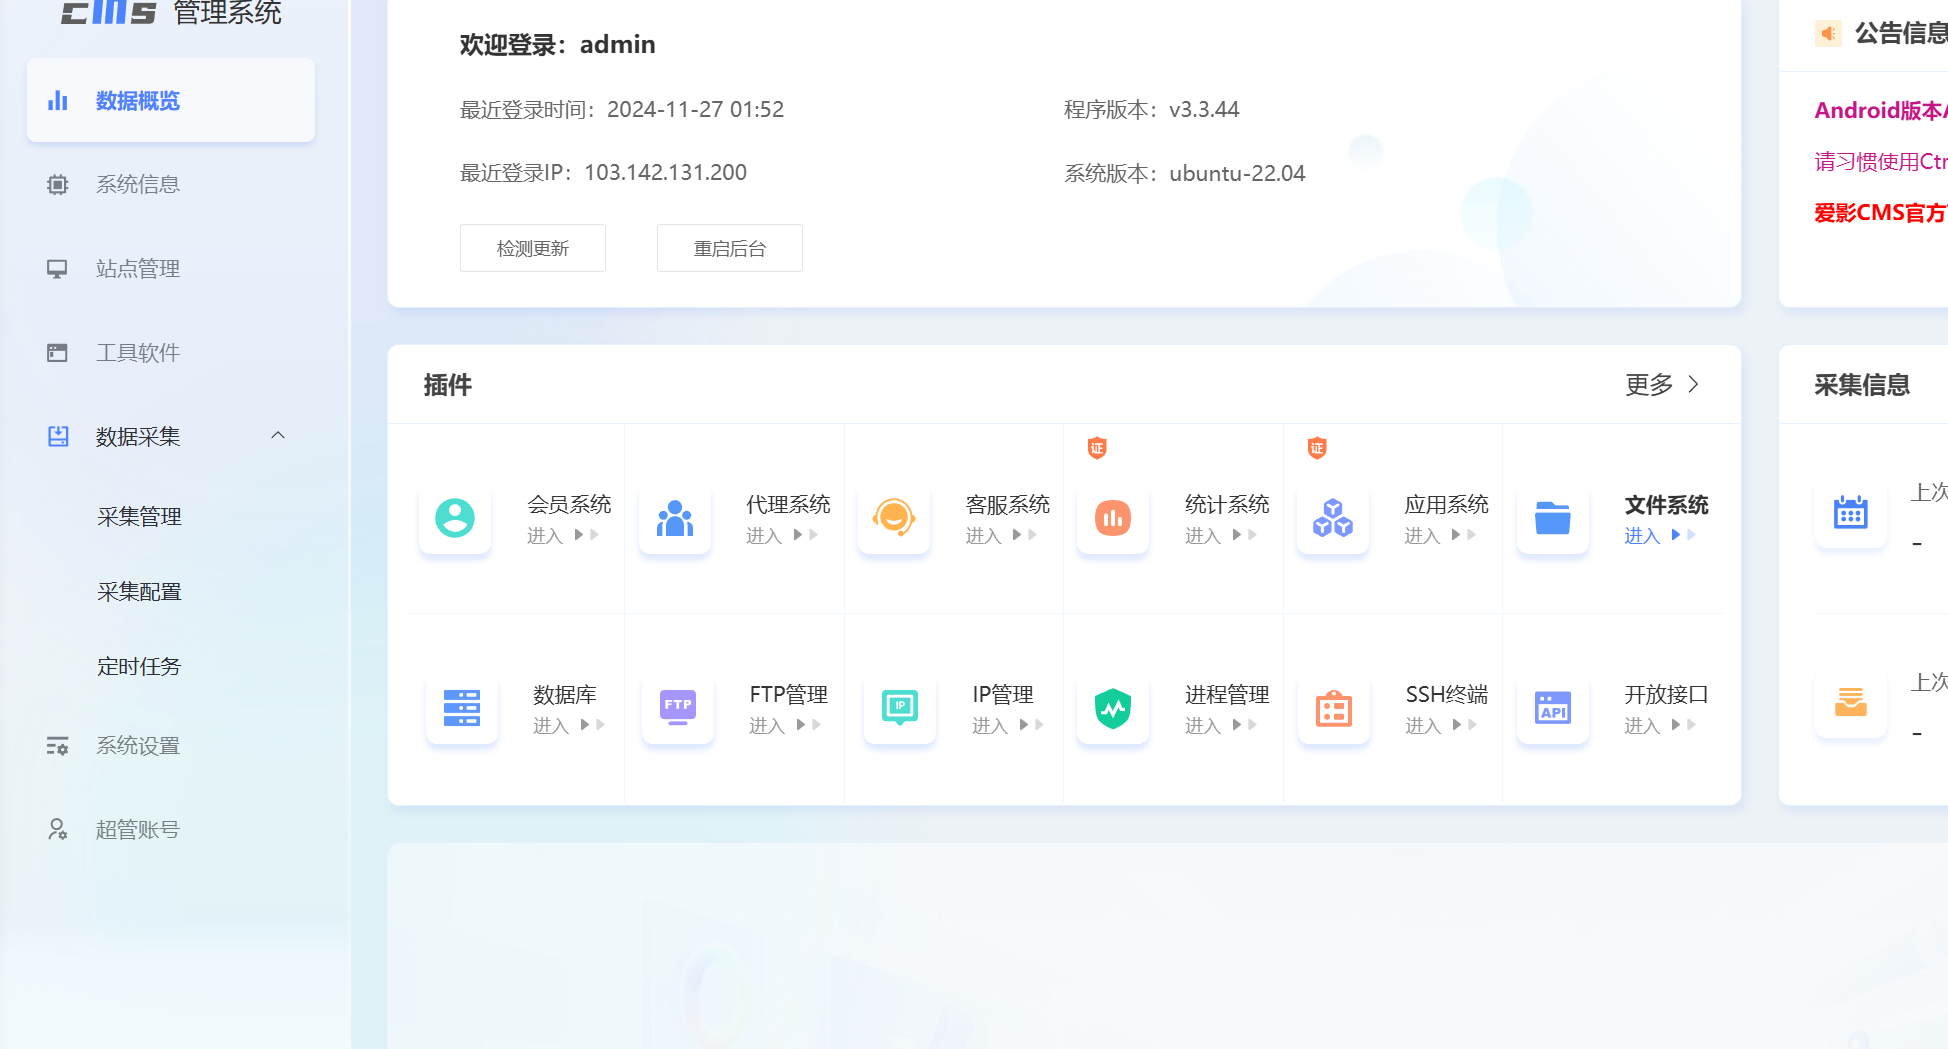 cms 管理系统
数据概览
系统信息
站点管理
工具软件
数据采集
采集管理
采集配置
定时任务
系统设置
超管账号
欢迎登录：admin
最近登录时间：2024-11-27 01:52
程序版本：v3.3.44
最近登录IP：103.142.131.200
系统版本：ubuntu-22.04
检测更新
重启后台
公告信息
Android版本A
请习惯使用Ctr
爱影CMS官方
插件
更多
证
证
会员系统
进入
代理系统
进入
客服系统
进入
统计系统
进入
应用系统
进入
文件系统
进入
数据库
进入
FTP
FTP管理
进入
IP
IP管理
进入
进程管理
进入
SSH终端
进入
API
开放接口
进入
采集信息
上次
-
上次
-